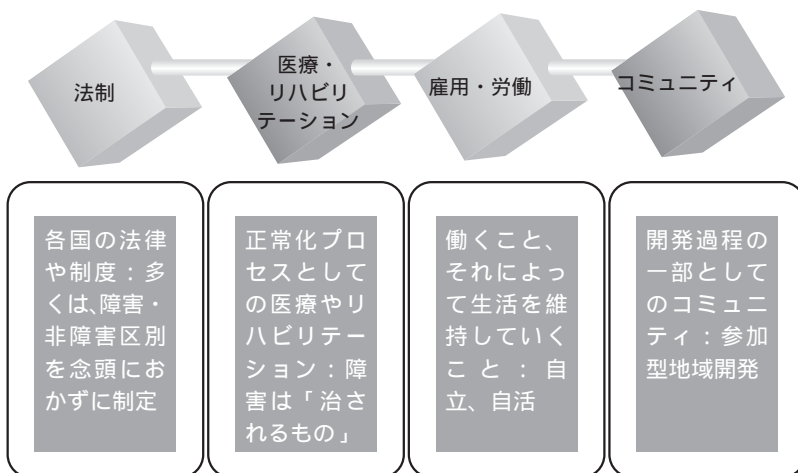 法制
医療・
リハビリ
テーション
雇用・労働
コミュニティ
各国の法律
や制度：多
くは、障害・
非障害区別
を念頭にお
かずに制定
正常化プロ
セスとして
の医療やリ
ハビリテー
ション：障
害は「治さ
れるもの」
働くこと、
それによっ
て生活を維
持していく
こと：自
立、自活
開発過程の
一部として
のコミュニ
ティ：参加
型地域開発